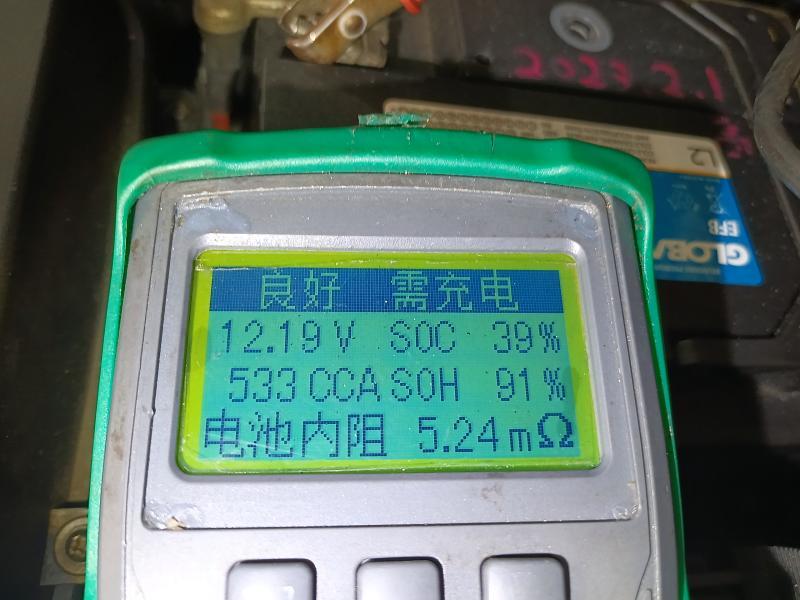 2023.2.1
L2
EFB
GLOBA
良好 需充电
12.19V SOC 39%
533CCA SOH 91%
电池内阻 5.24mΩ